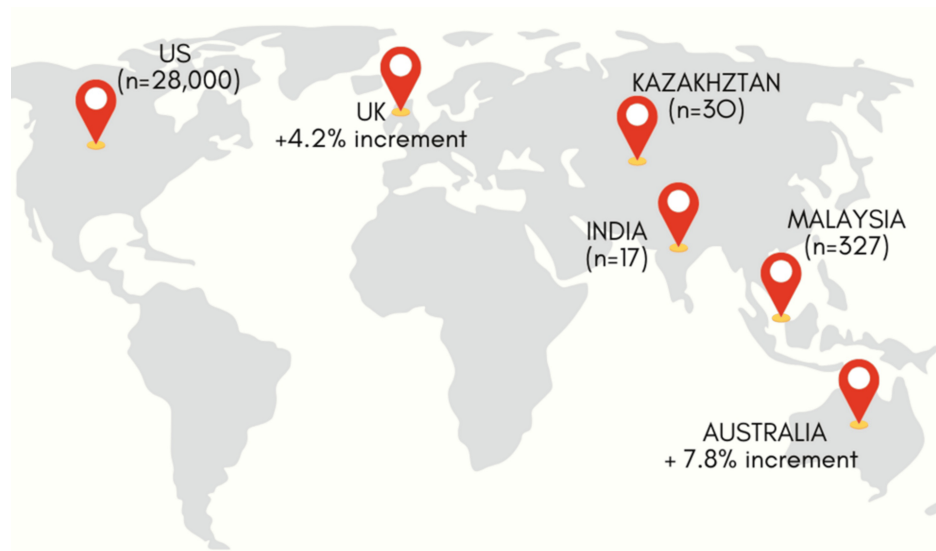 US
(n=28,000)
UK
+4.2% increment
KAZAKHZTAN
(n=30)
INDIA
(n=17)
MALAYSIA
(n=327)
AUSTRALIA
+ 7.8% increment